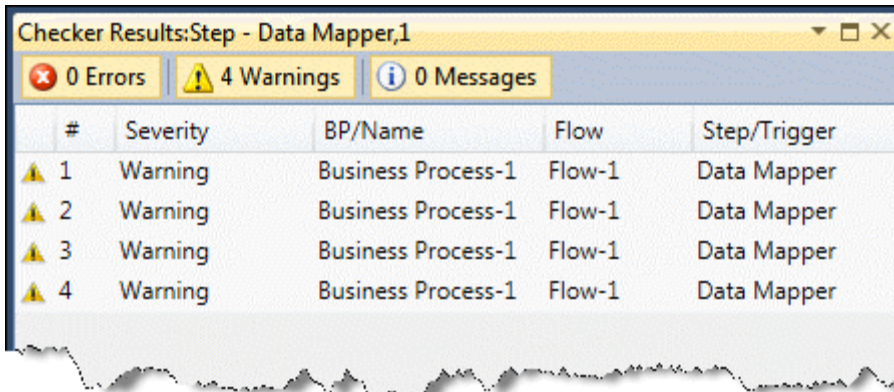 Checker Results:Step - Data Mapper,1
0 Errors 4 Warnings i 0 Messages
# Severity BP/Name Flow Step/Trigger
1 Warning Business Process-1 Flow-1 Data Mapper
2 Warning Business Process-1 Flow-1 Data Mapper
3 Warning Business Process-1 Flow-1 Data Mapper
4 Warning Business Process-1 Flow-1 Data Mapper